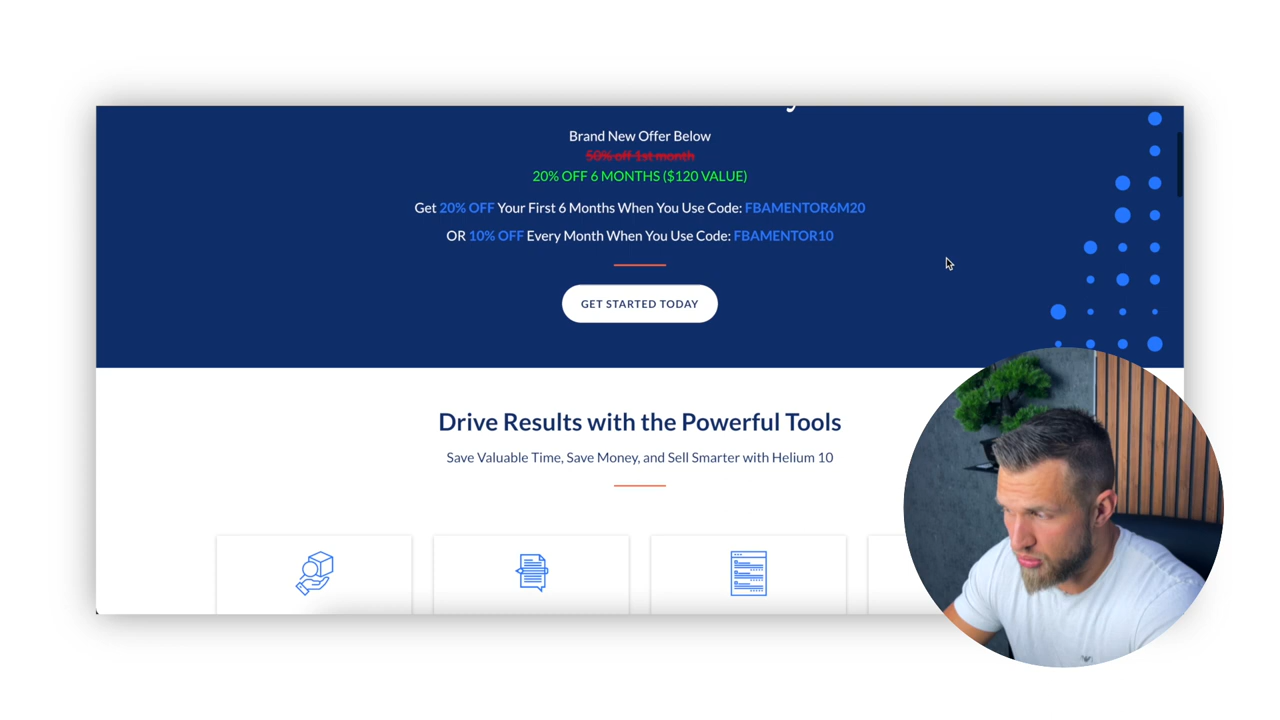 Brand New Offer Below
50% off 1st month
20% OFF 6 MONTHS ($120 VALUE)
Get 20% OFF Your First 6 Months When You Use Code: FBAMENTOR6M20
OR 10% OFF Every Month When You Use Code: FBAMENTOR10
GET STARTED TODAY
Drive Results with the Powerful Tools
Save Valuable Time, Save Money, and Sell Smarter with Helium 10